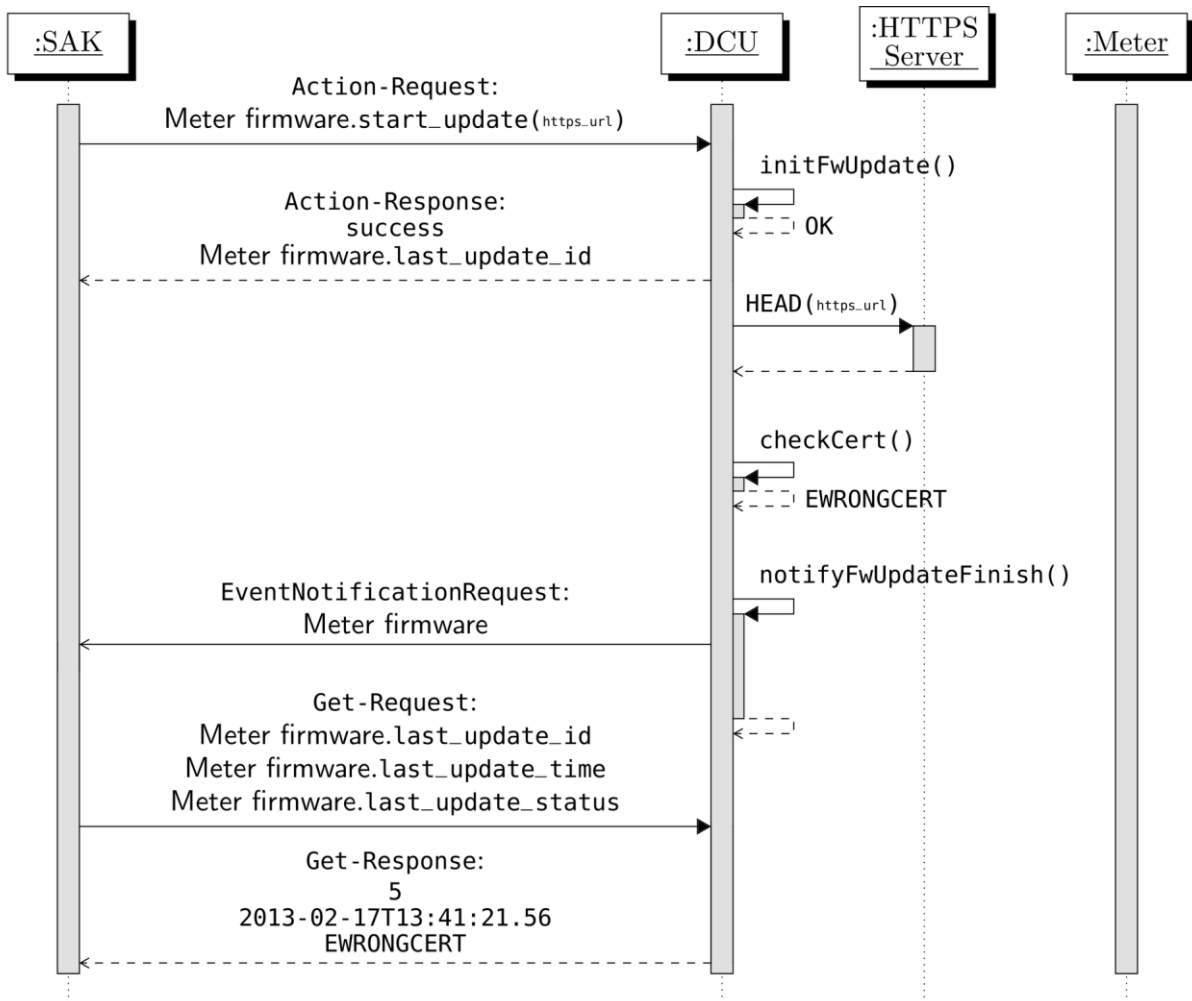 :SAK
:DCU
:HTTPS
Server
:Meter
Action-Request:
Meter firmware.start_update(https_url)
initFwUpdate()
Action-Response:
success
Meter firmware.last_update_id
OK
HEAD(https_url)
checkCert()
EWRONGCERT
notifyFwUpdateFinish()
EventNotificationRequest:
Meter firmware
Get-Request:
Meter firmware.last_update_id
Meter firmware.last_update_time
Meter firmware.last_update_status
Get-Response:
5
2013-02-17T13:41:21.56
EWRONGCERT